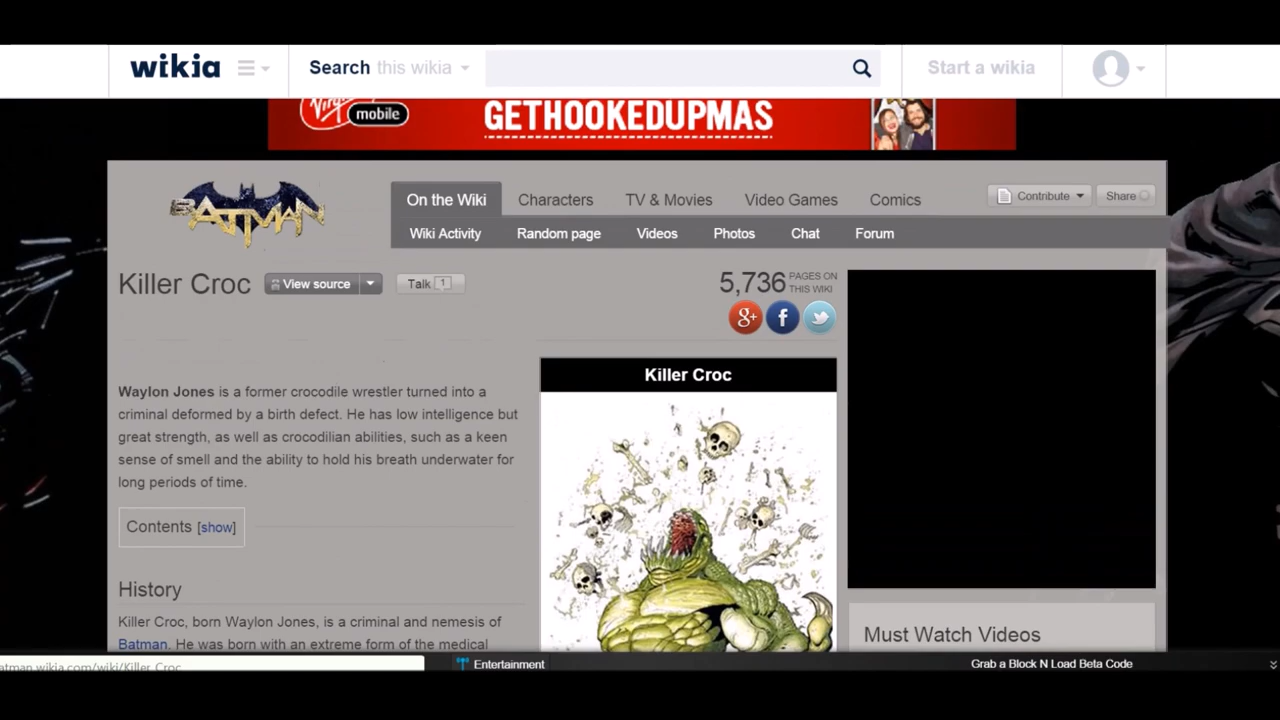 wikia
Search this wikia
Start a wikia
Virgin
mobile
GETHOOKEDUPMAS
BATMAN
On the Wiki
Characters
TV & Movies
Video Games
Comics
Contribute
Share
Wiki Activity
Random page
Videos
Photos
Chat
Forum
Killer Croc
View source
Talk 1
5,736 PAGES ON
THIS WIKI
g+
f
Killer Croc
Waylon Jones is a former crocodile wrestler turned into a
criminal deformed by a birth defect. He has low intelligence but
great strength, as well as crocodilian abilities, such as a keen
sense of smell and the ability to hold his breath underwater for
long periods of time.
Contents [show]
History
Killer Croc, born Waylon Jones, is a criminal and nemesis of
Batman. He was born with an extreme form of the medical
Must Watch Videos
atman.wikia.com/wiki/Killer_Croc
Entertainment
Grab a Block N Load Beta Code